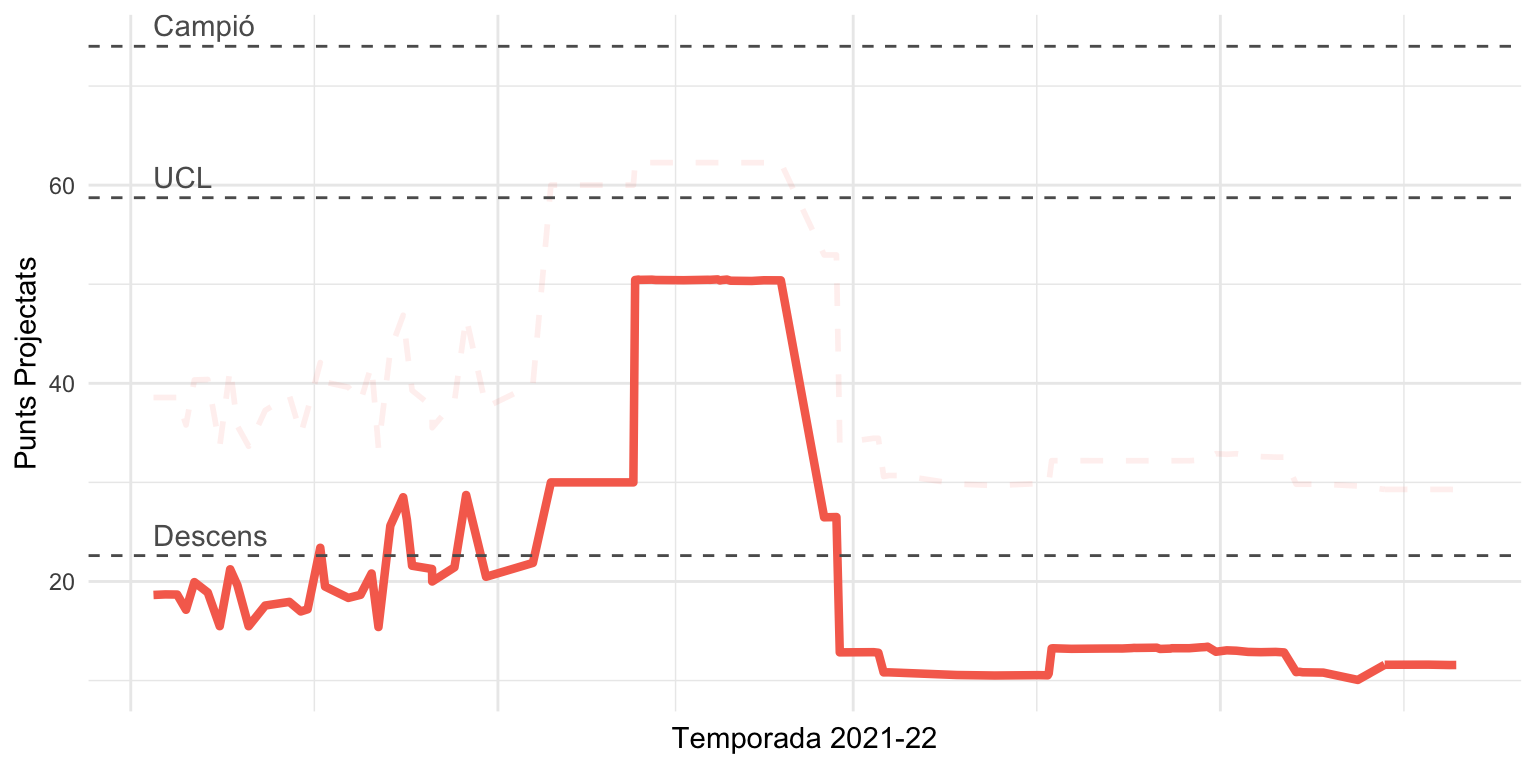 Campió
UCL
60
40
Descens
20
Punts Projectats
Temporada 2021-22